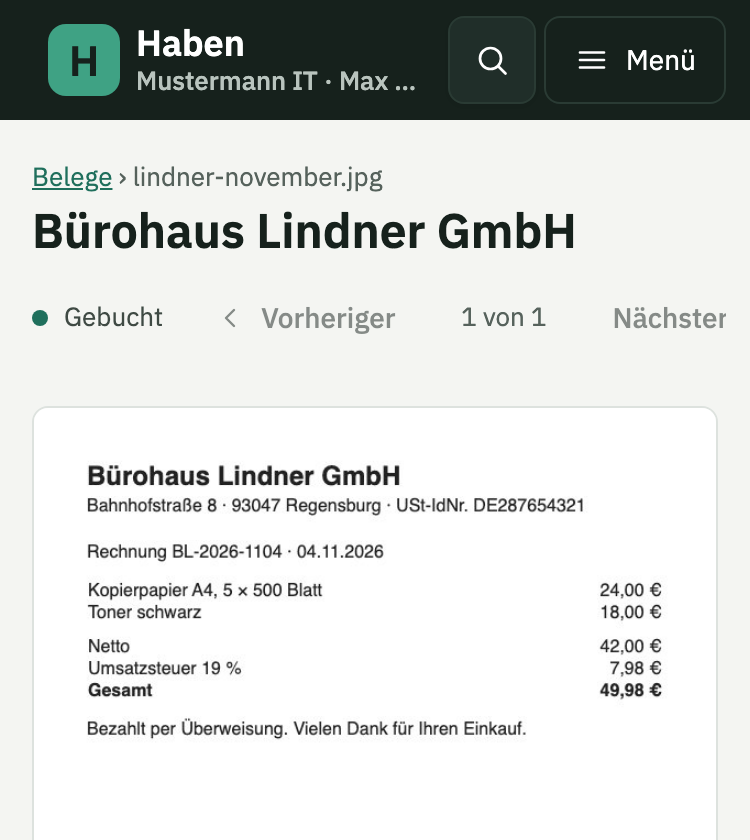 H
Haben
Mustermann IT · Max ...
Menü
Belege › lindner-november.jpg
Bürohaus Lindner GmbH
Gebucht
Vorheriger
1 von 1
Nächster
Bürohaus Lindner GmbH
Bahnhofstraße 8 · 93047 Regensburg · USt-IdNr. DE287654321
Rechnung BL-2026-1104 · 04.11.2026
Kopierpapier A4, 5 × 500 Blatt 24,00 €
Toner schwarz 18,00 €
Netto 42,00 €
Umsatzsteuer 19 % 7,98 €
Gesamt 49,98 €
Bezahlt per Überweisung. Vielen Dank für Ihren Einkauf.